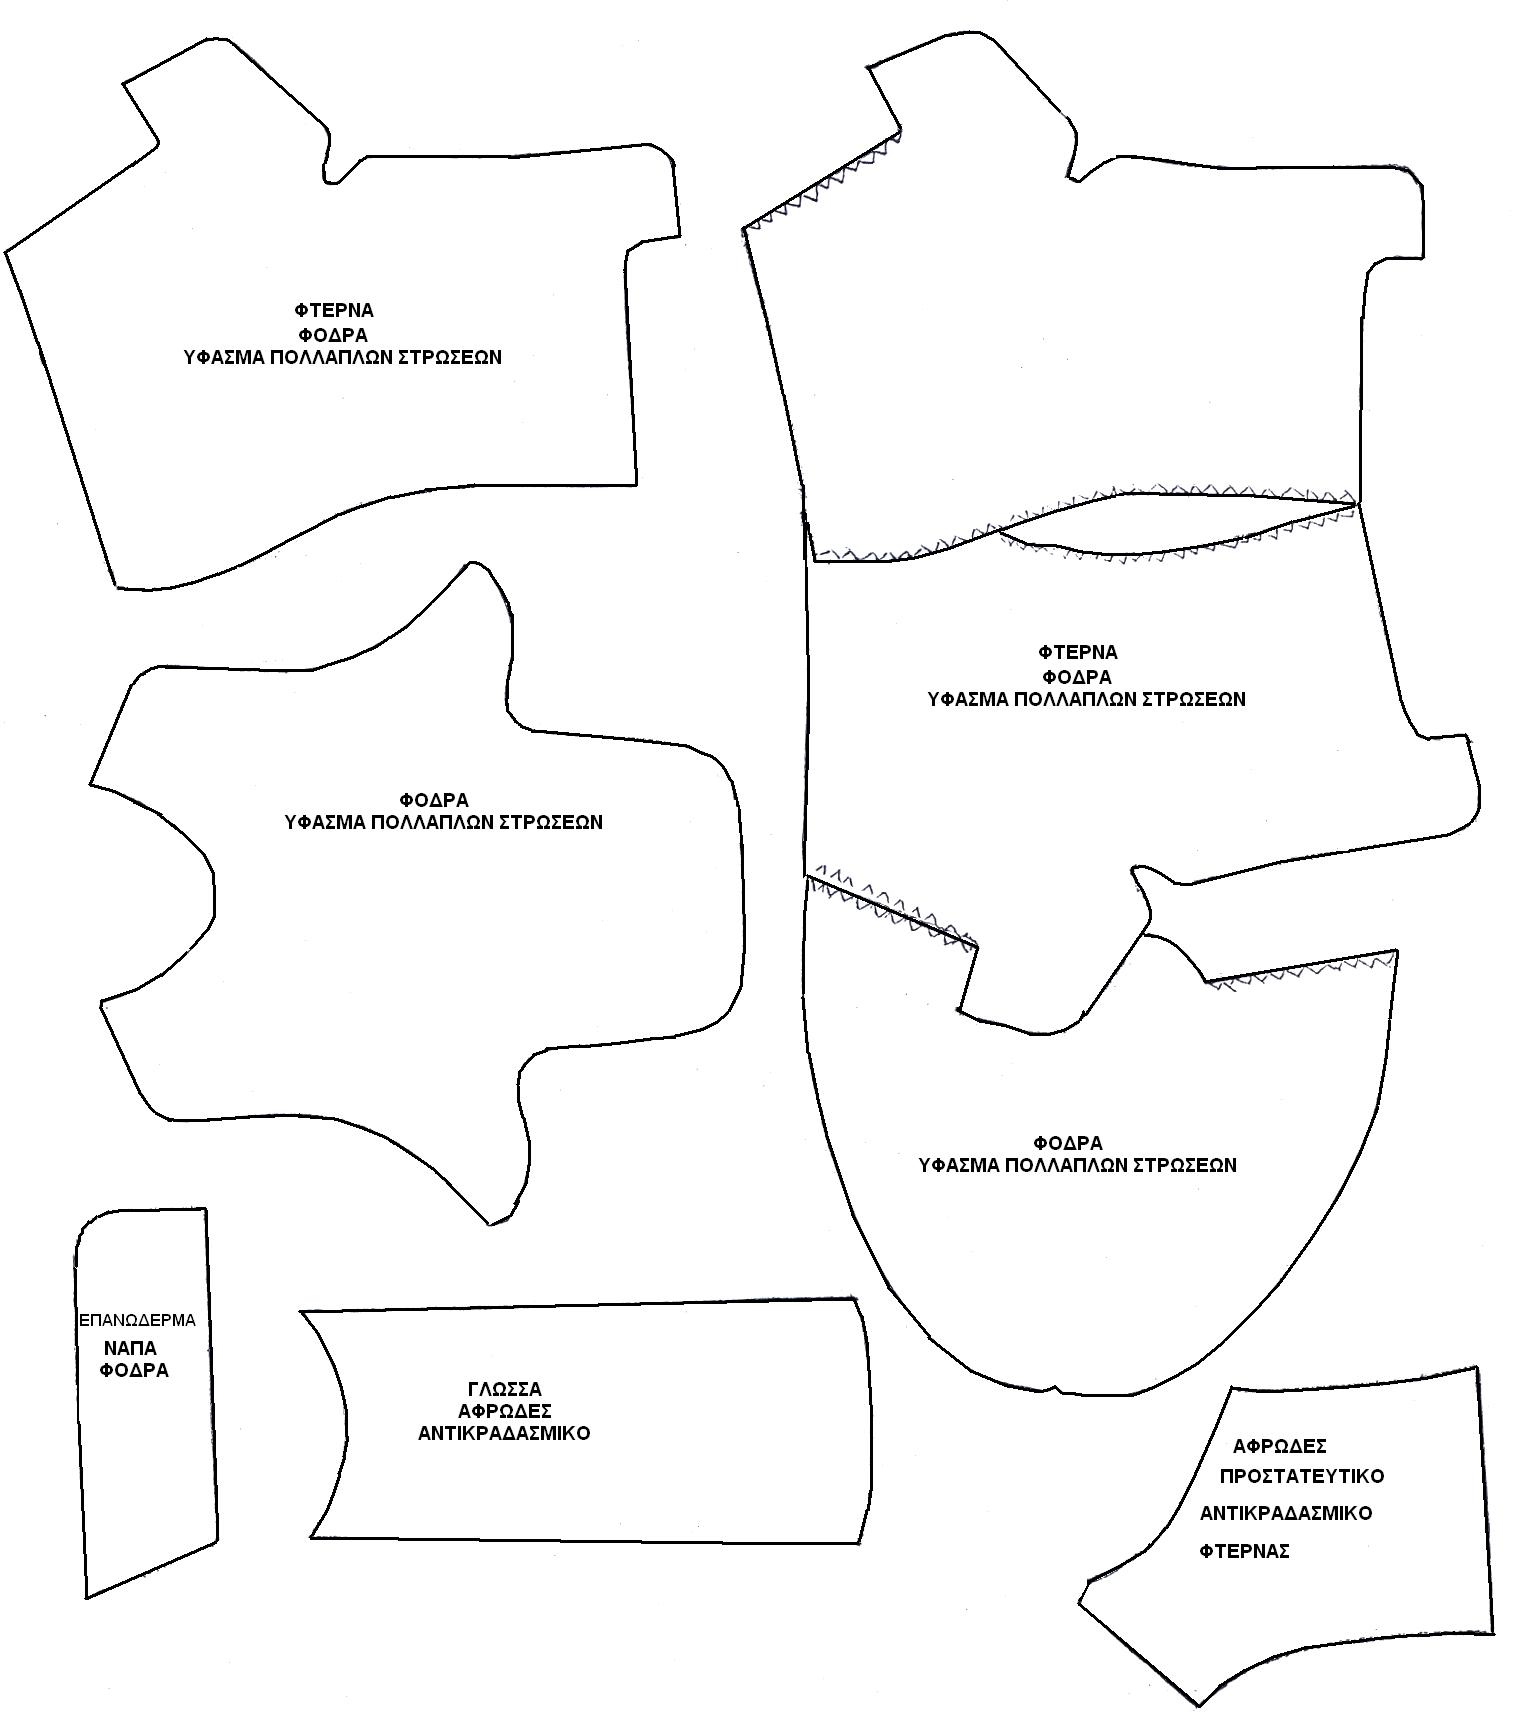 ΦΤΕΡΝΑ
ΦΟΔΡΑ
ΥΦΑΣΜΑ ΠΟΛΛΑΠΛΩΝ ΣΤΡΩΣΕΩΝ
ΦΤΕΡΝΑ
ΦΟΔΡΑ
ΥΦΑΣΜΑ ΠΟΛΛΑΠΛΩΝ ΣΤΡΩΣΕΩΝ
ΦΟΔΡΑ
ΥΦΑΣΜΑ ΠΟΛΛΑΠΛΩΝ ΣΤΡΩΣΕΩΝ
ΦΟΔΡΑ
ΥΦΑΣΜΑ ΠΟΛΛΑΠΛΩΝ ΣΤΡΩΣΕΩΝ
ΕΠΑΝΩΔΕΡΜΑ
ΝΑΠΑ
ΦΟΔΡΑ
ΓΛΩΣΣΑ
ΑΦΡΩΔΕΣ
ΑΝΤΙΚΡΑΔΑΣΜΙΚΟ
ΑΦΡΩΔΕΣ
ΠΡΟΣΤΑΤΕΥΤΙΚΟ
ΑΝΤΙΚΡΑΔΑΣΜΙΚΟ
ΦΤΕΡΝΑΣ